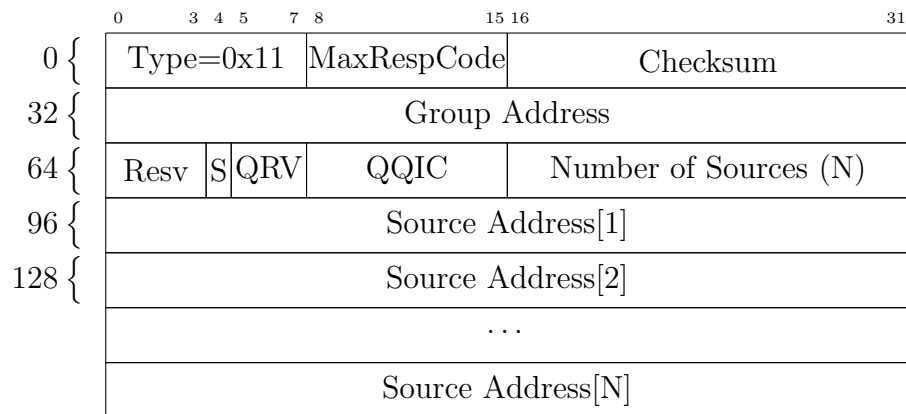 0 3 4 5 7 8 15 16 31
0 { Type=0x11 MaxRespCode Checksum
32 { Group Address
64 { Resv S QRV QQIC Number of Sources (N)
96 { Source Address[1]
128 { Source Address[2]
...
Source Address[N]